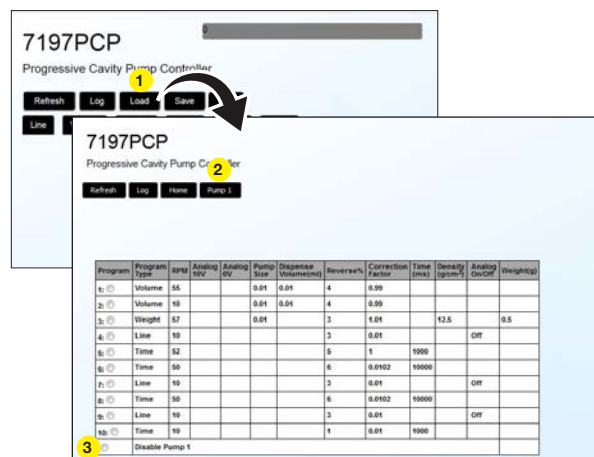 0
7197PCP
Progressive Cavity Pump Controller
1
Refresh Log Load Save
Line
7197PCP
Progressive Cavity Pump Controller
2
Refresh Log Home Pump 1
Program Program Type RPM Analog 10V Analog 0V Pump Size Dispense Volume(ml) Reverse% Correction Factor Time (ms) Density (g/cm³) Analog On/Off Weight(g)
1: Volume 55 0.01 0.01 4 0.99
2: Volume 10 0.01 0.01 4 0.99
3: Weight 57 0.01 3 1.01 12.5 0.5
4: Line 10 3 0.01 Off
5: Time 52 5 1 1000
6: Time 50 6 0.0102 10000
7: Line 10 3 0.01 Off
8: Time 50 6 0.0102 10000
9: Line 10 3 0.01 Off
10: Time 10 1 0.01 1000
3 Disable Pump 1